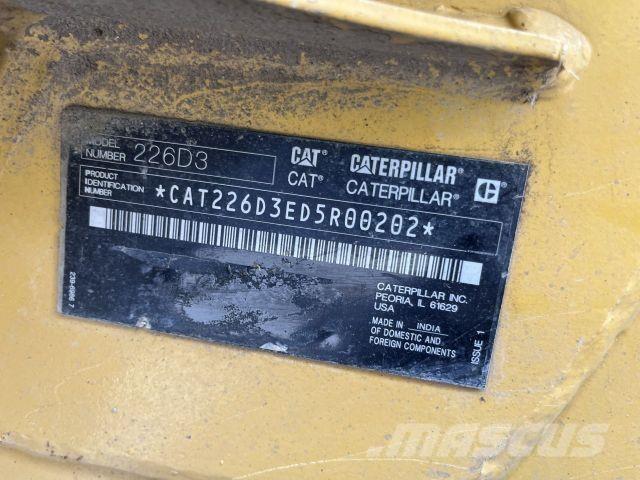 MODEL NUMBER 226D3
CAT CATERPILLAR C
CAT® CATERPILLAR®
PRODUCT IDENTIFICATION NUMBER *CAT226D3ED5R00202*
CATERPILLAR INC.
PEORIA, IL 61629
USA
MADE IN INDIA
OF DOMESTIC AND
FOREIGN COMPONENTS
ISSUE 1
MASCUS